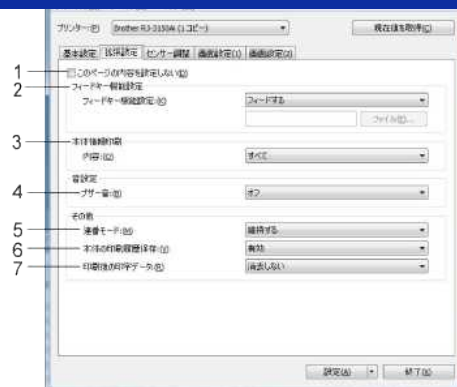 プリンター:(P) Brother RJ-3150Ai (1コピー) 現在値を取得(C)
基本設定 拡張設定 センサー調整 画面設定(1) 画面設定(2)
1 このページの内容を設定しない(D)
2 フィードキー機能設定
フィードキー機能設定:(K) フィードする
ファイル(E)...
3 本体情報印刷
内容:(O) すべて
音設定
4 ブザー音:(B) オフ
その他
5 連番モード:(M) 維持する
6 本体の印刷履歴保存:(V) 有効
7 印刷後の印字データ:(R) 消去しない
設定(A) 終了(X)